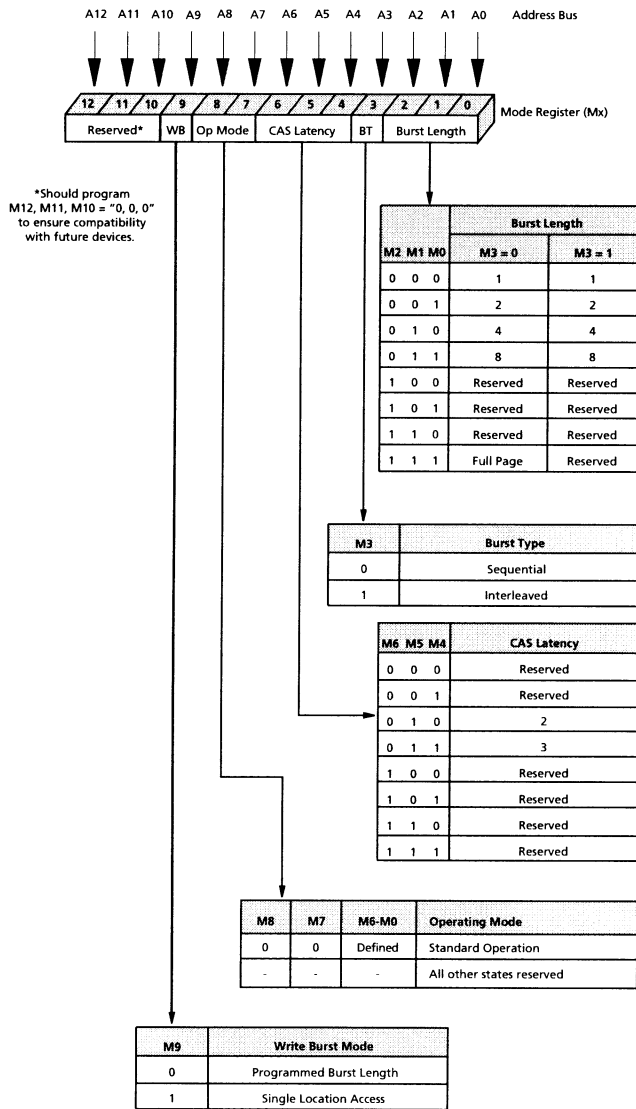 A12 A11 A10 A9 A8 A7 A6 A5 A4 A3 A2 A1 A0 Address Bus
12 11 10 9 8 7 6 5 4 3 2 1 0
Mode Register (Mx)
Reserved* WB Op Mode CAS Latency BT Burst Length
*Should program
M12, M11, M10 = "0, 0, 0"
to ensure compatibility
with future devices.
Burst Length
M2 M1 M0 M3 = 0 M3 = 1
0 0 0 1 1
0 0 1 2 2
0 1 0 4 4
0 1 1 8 8
1 0 0 Reserved Reserved
1 0 1 Reserved Reserved
1 1 0 Reserved Reserved
1 1 1 Full Page Reserved
M3 Burst Type
0 Sequential
1 Interleaved
M6 M5 M4 CAS Latency
0 0 0 Reserved
0 0 1 Reserved
0 1 0 2
0 1 1 3
1 0 0 Reserved
1 0 1 Reserved
1 1 0 Reserved
1 1 1 Reserved
M8 M7 M6-M0 Operating Mode
0 0 Defined Standard Operation
- - - All other states reserved
M9 Write Burst Mode
0 Programmed Burst Length
1 Single Location Access